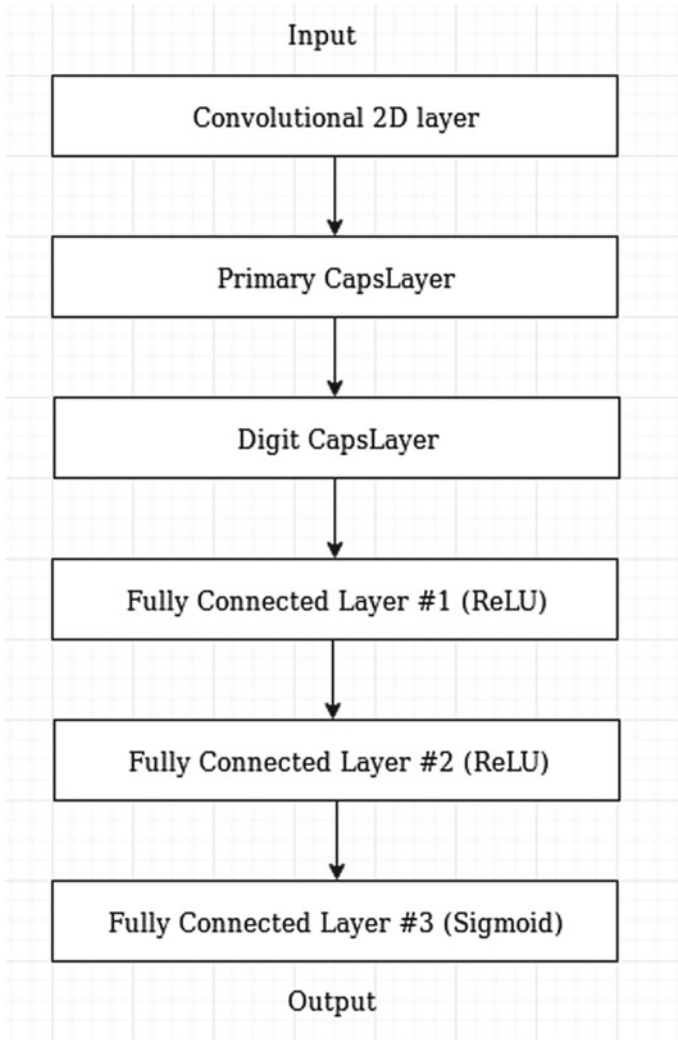 Input
Convolutional 2D layer
Primary CapsLayer
Digit CapsLayer
Fully Connected Layer #1 (ReLU)
Fully Connected Layer #2 (ReLU)
Fully Connected Layer #3 (Sigmoid)
Output